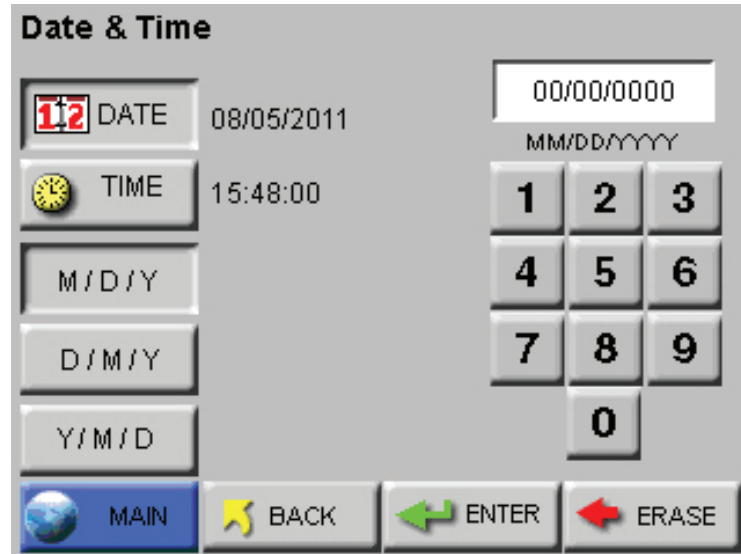 Date & Time
12 DATE
08/05/2011
TIME
15:48:00
M / D / Y
D / M / Y
Y / M / D
00/00/0000
MM/DD/YYYY
1 2 3
4 5 6
7 8 9
0
MAIN
BACK
ENTER
ERASE